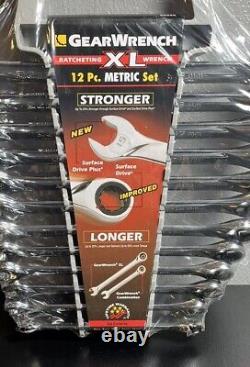 GEARWRENCH
RATCHETING XL WRENCH
12 Pc. METRIC Set
STRONGER
NEW
Surface
Drive Plus
Surface
Drive
IMPROVED
LONGER
GearWrench XL
GearWrench
Combination